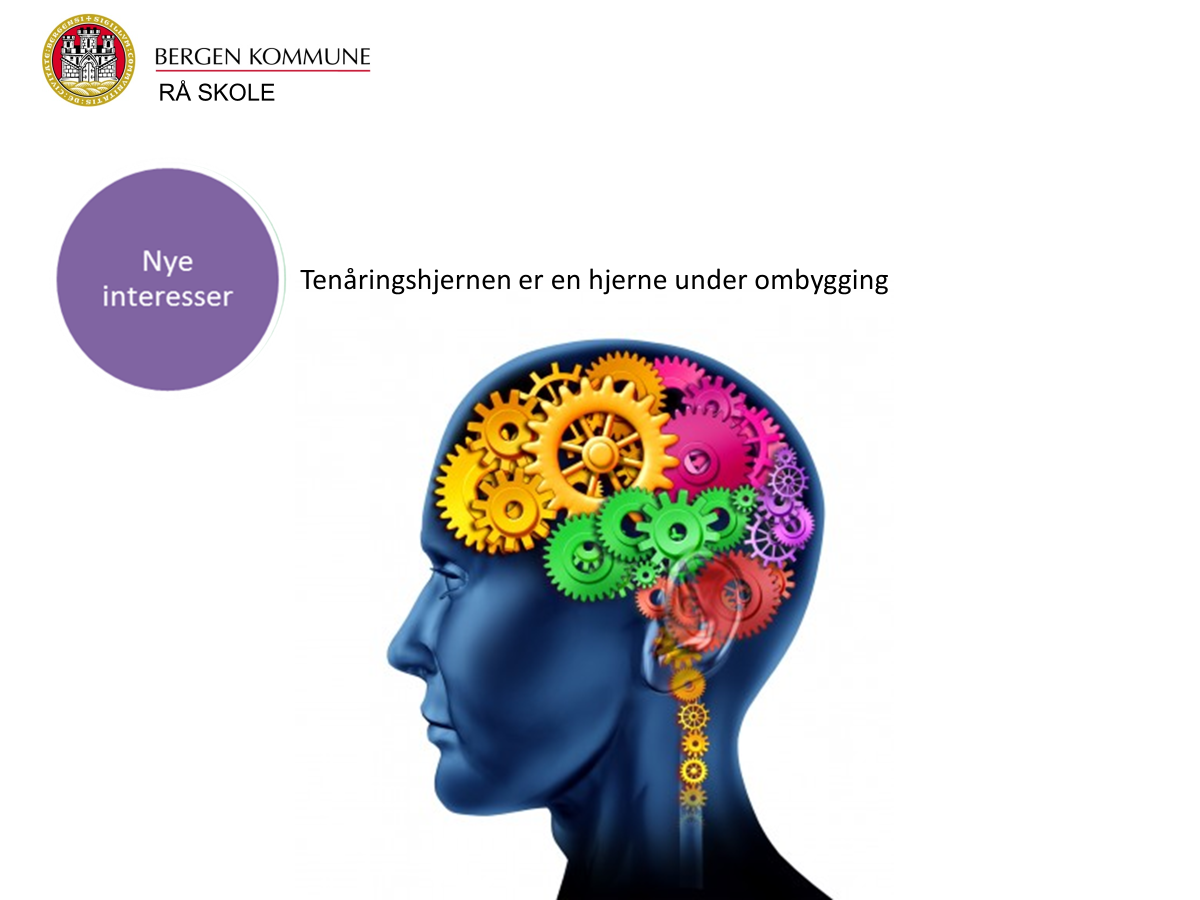 BERGEN KOMMUNE
RÅ SKOLE
Nye
interesser
Tenåringshjernen er en hjerne under ombygging